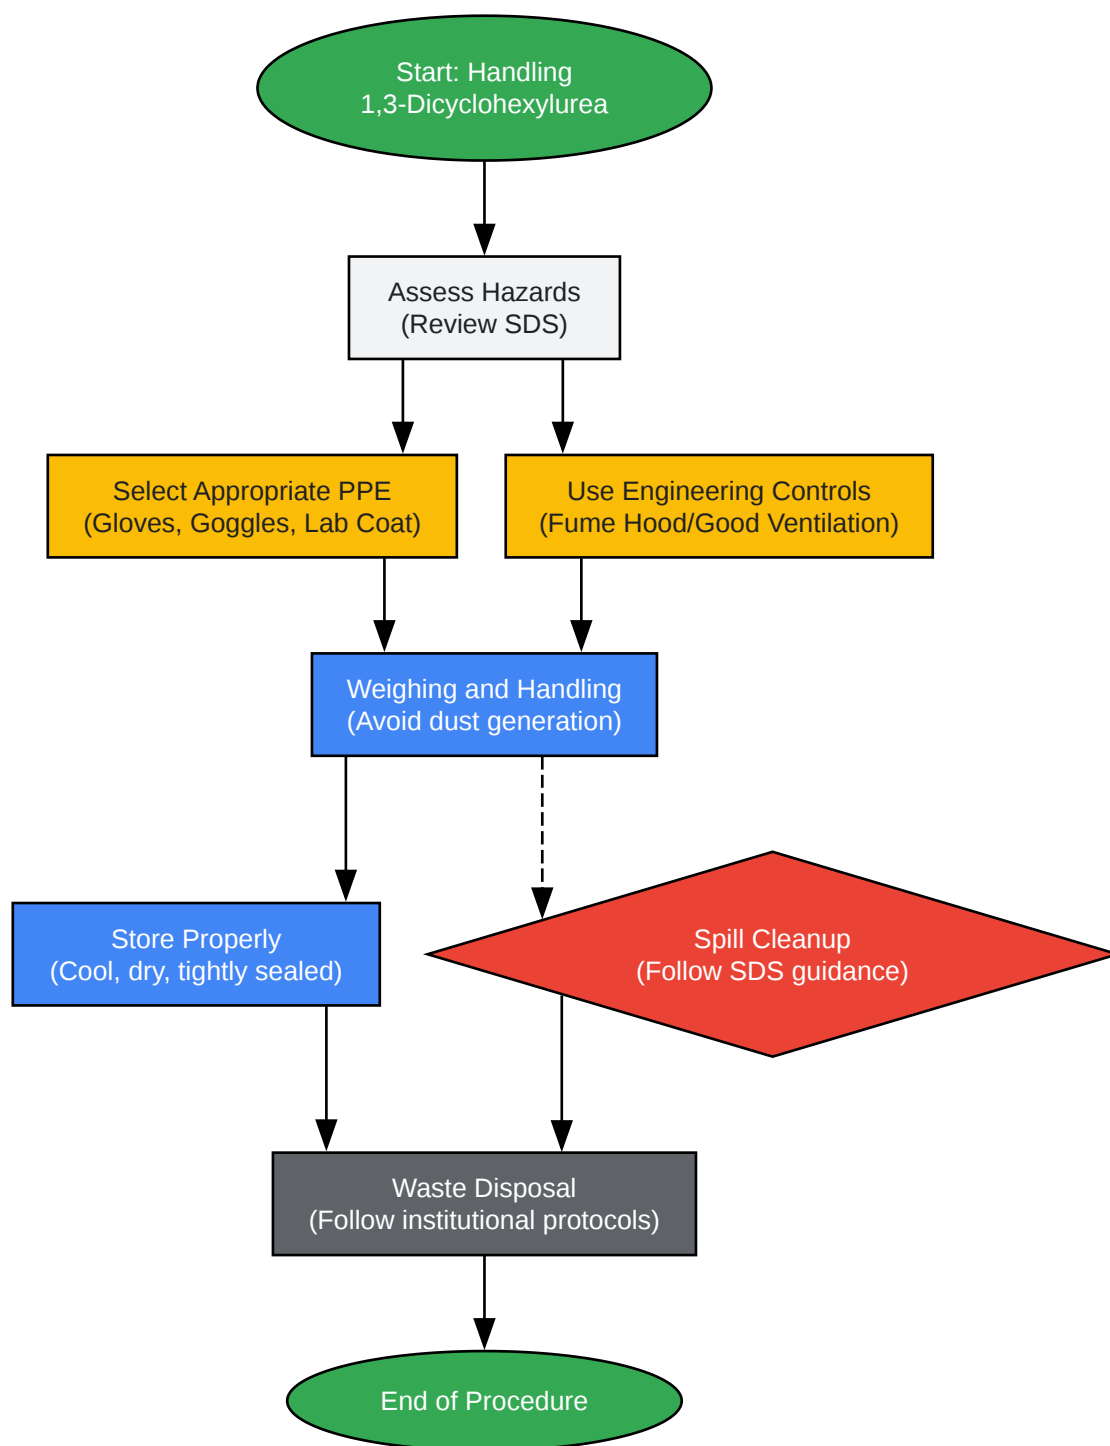 Start: Handling
1,3-Dicyclohexylurea
Assess Hazards
(Review SDS)
Select Appropriate PPE
(Gloves, Goggles, Lab Coat)
Use Engineering Controls
(Fume Hood/Good Ventilation)
Weighing and Handling
(Avoid dust generation)
Store Properly
(Cool, dry, tightly sealed)
Spill Cleanup
(Follow SDS guidance)
Waste Disposal
(Follow institutional protocols)
End of Procedure